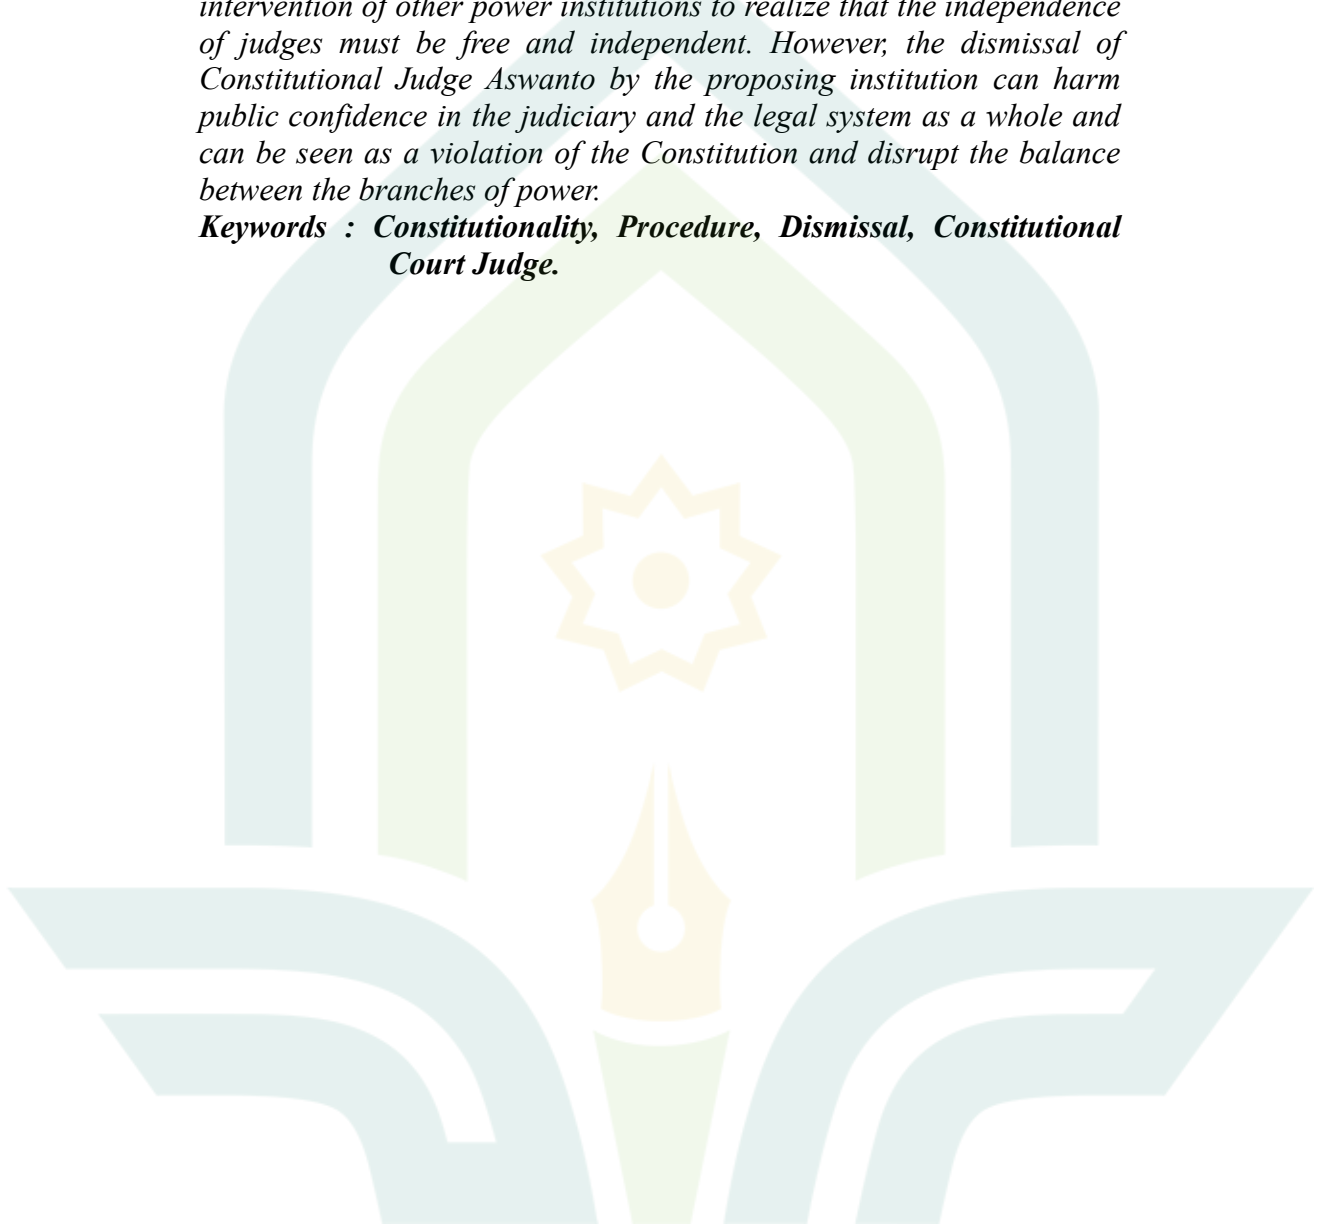 intervention of other power institutions to realize that the independence
of judges must be free and independent. However, the dismissal of
Constitutional Judge Aswanto by the proposing institution can harm
public confidence in the judiciary and the legal system as a whole and
can be seen as a violation of the Constitution and disrupt the balance
between the branches of power.
Keywords : Constitutionality, Procedure, Dismissal, Constitutional
Court Judge.